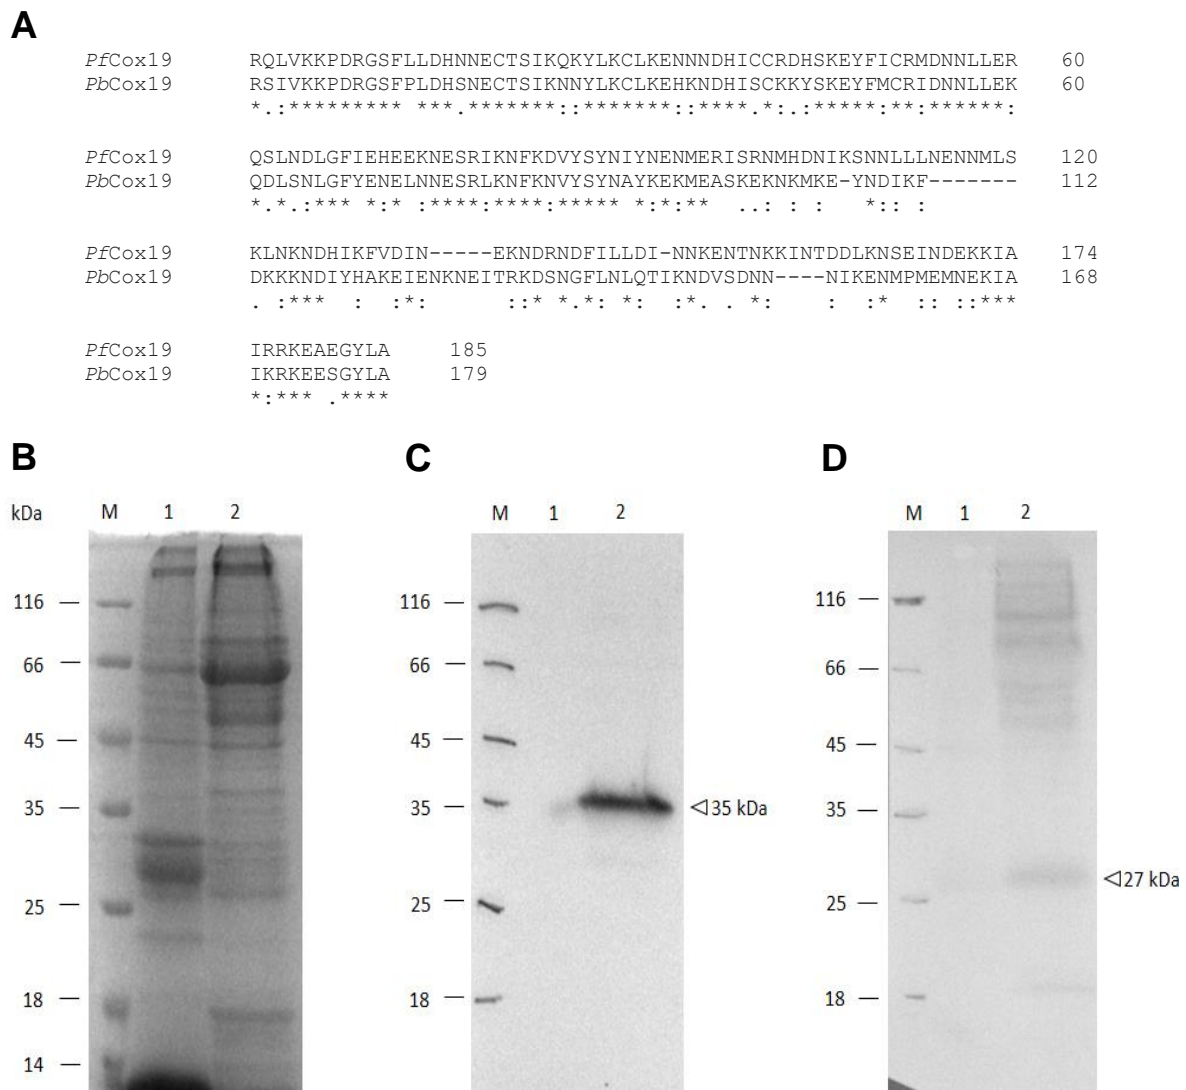 A
PfCox19 RQLVKKPDRGSFLLDHNNECTSIKQKYLKCLKENNNDHICCRDHSKEYFICRMDNNLLER 60
PbCox19 RSIVKKPDRGSFPLDHSNECTSIKNNYLKCLKEHKNDHISCKKYSKEYFMCRIDNNLLEK 60
*.:********* ***.*******::*******::****.*:.:*****:**:******:
PfCox19 QSLNDLGFIEHEEKNESRIKNFKDVYSYNIYNENMERISRNMHDNIKSNNLLLNENNMLS 120
PbCox19 QDLSNLGFYENELNNESRLKNFKNVYSYNAYKEKMEASKEKNKMKE-YNDIKF------- 112
*.*.:*** *:* :****:****:***** *:*:**  ..: : :   *:: :
PfCox19 KLNKNDHIKFVDIN-----EKNDRNDFILLDI-NNKENTNKKINTDDLKNSEINDEKKIA 174
PbCox19 DKKKNDIYHAKEIENKNEITRKDSNGFLNLQTIKNDVSDNN----NIKENMPMEMNEKIA 168
. :***  :  :*:      ::* *.*: *:  :*. . *:    :  :*  :: ::***
PfCox19 IRRKEAEGYLA 185
PbCox19 IKRKEESGYLA 179
*:*** .****
B
C
D
kDa M 1 2
M 1 2
M 1 2
116
66
45
35
25
18
14
116
66
45
35
25
18
35 kDa
116
66
45
35
25
18
27 kDa